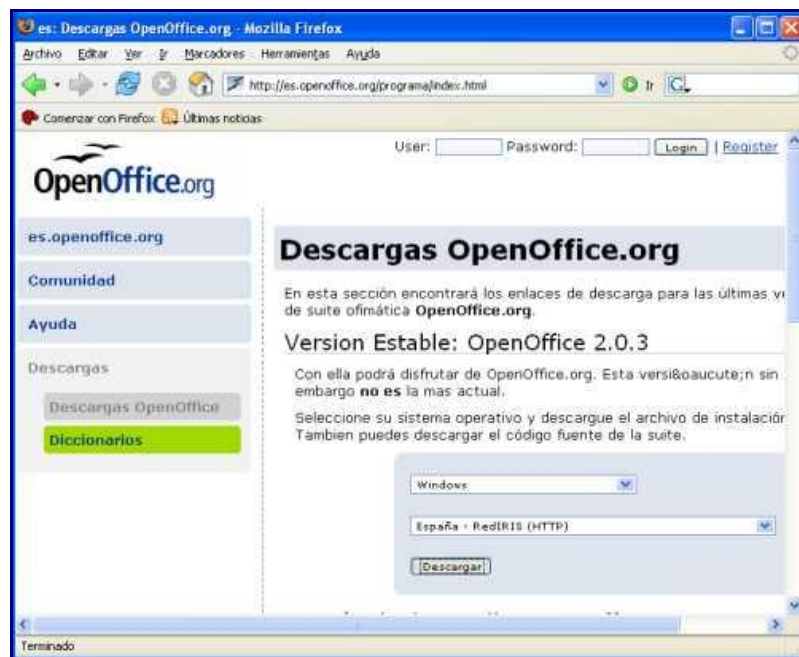 es: Descargas OpenOffice.org - Mozilla Firefox
Archivo Editar Ver Ir Marcadores Herramientas Ayuda
http://es.openoffice.org/programa/index.html Ir G
Comenzar con Firefox Últimas noticias
User: Password: Login | Register
OpenOffice.org
es.openoffice.org
Comunidad
Ayuda
Descargas
Descargas OpenOffice
Diccionarios
Descargas OpenOffice.org
En esta sección encontrará los enlaces de descarga para las últimas
de suite ofimática OpenOffice.org.
Version Estable: OpenOffice 2.0.3
Con ella podrá disfrutar de OpenOffice.org. Esta versi&oaucute;n sin
embargo no es la mas actual.
Seleccione su sistema operativo y descargue el archivo de instalación
Tambien puedes descargar el código fuente de la suite.
Windows
España - RedIRIS (HTTP)
Descargar
Terminado